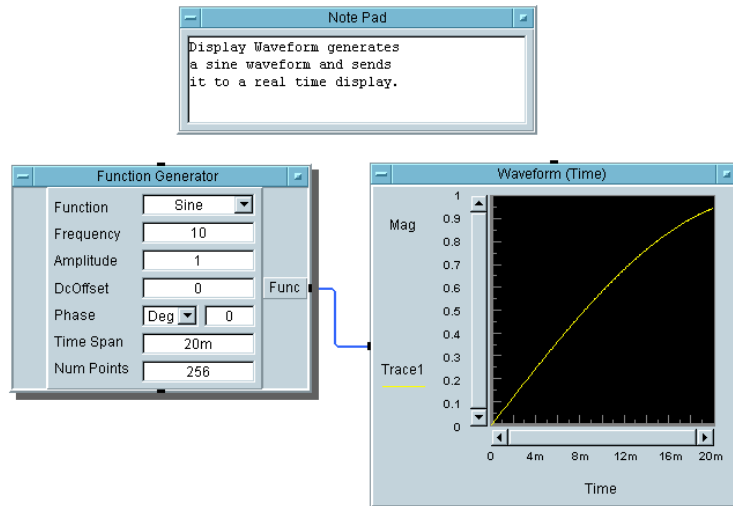 Note Pad
Display Waveform generates
a sine waveform and sends
it to a real time display.
Function Generator
Function Sine
Frequency 10
Amplitude 1
DcOffset 0
Func
Phase Deg 0
Time Span 20m
Num Points 256
Waveform (Time)
Mag
1
0.9
0.8
0.7
0.6
0.5
0.4
0.3
0.2
0.1
0
Trace1
0 4m 8m 12m 16m 20m
Time